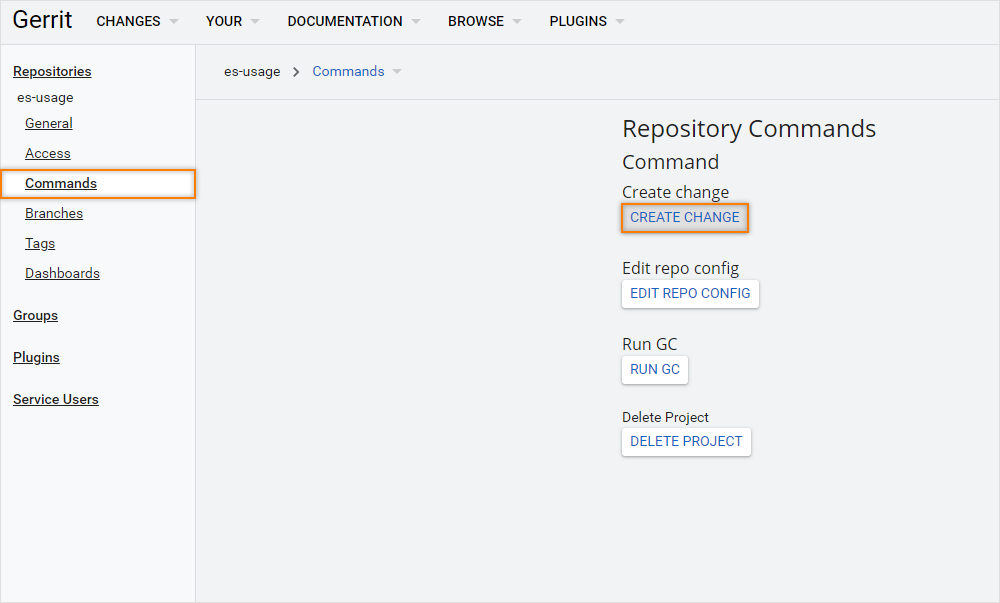 Gerrit CHANGES YOUR DOCUMENTATION BROWSE PLUGINS
Repositories
es-usage
General
Access
Commands
Branches
Tags
Dashboards
Groups
Plugins
Service Users
es-usage > Commands
Repository Commands
Command
Create change
CREATE CHANGE
Edit repo config
EDIT REPO CONFIG
Run GC
RUN GC
Delete Project
DELETE PROJECT